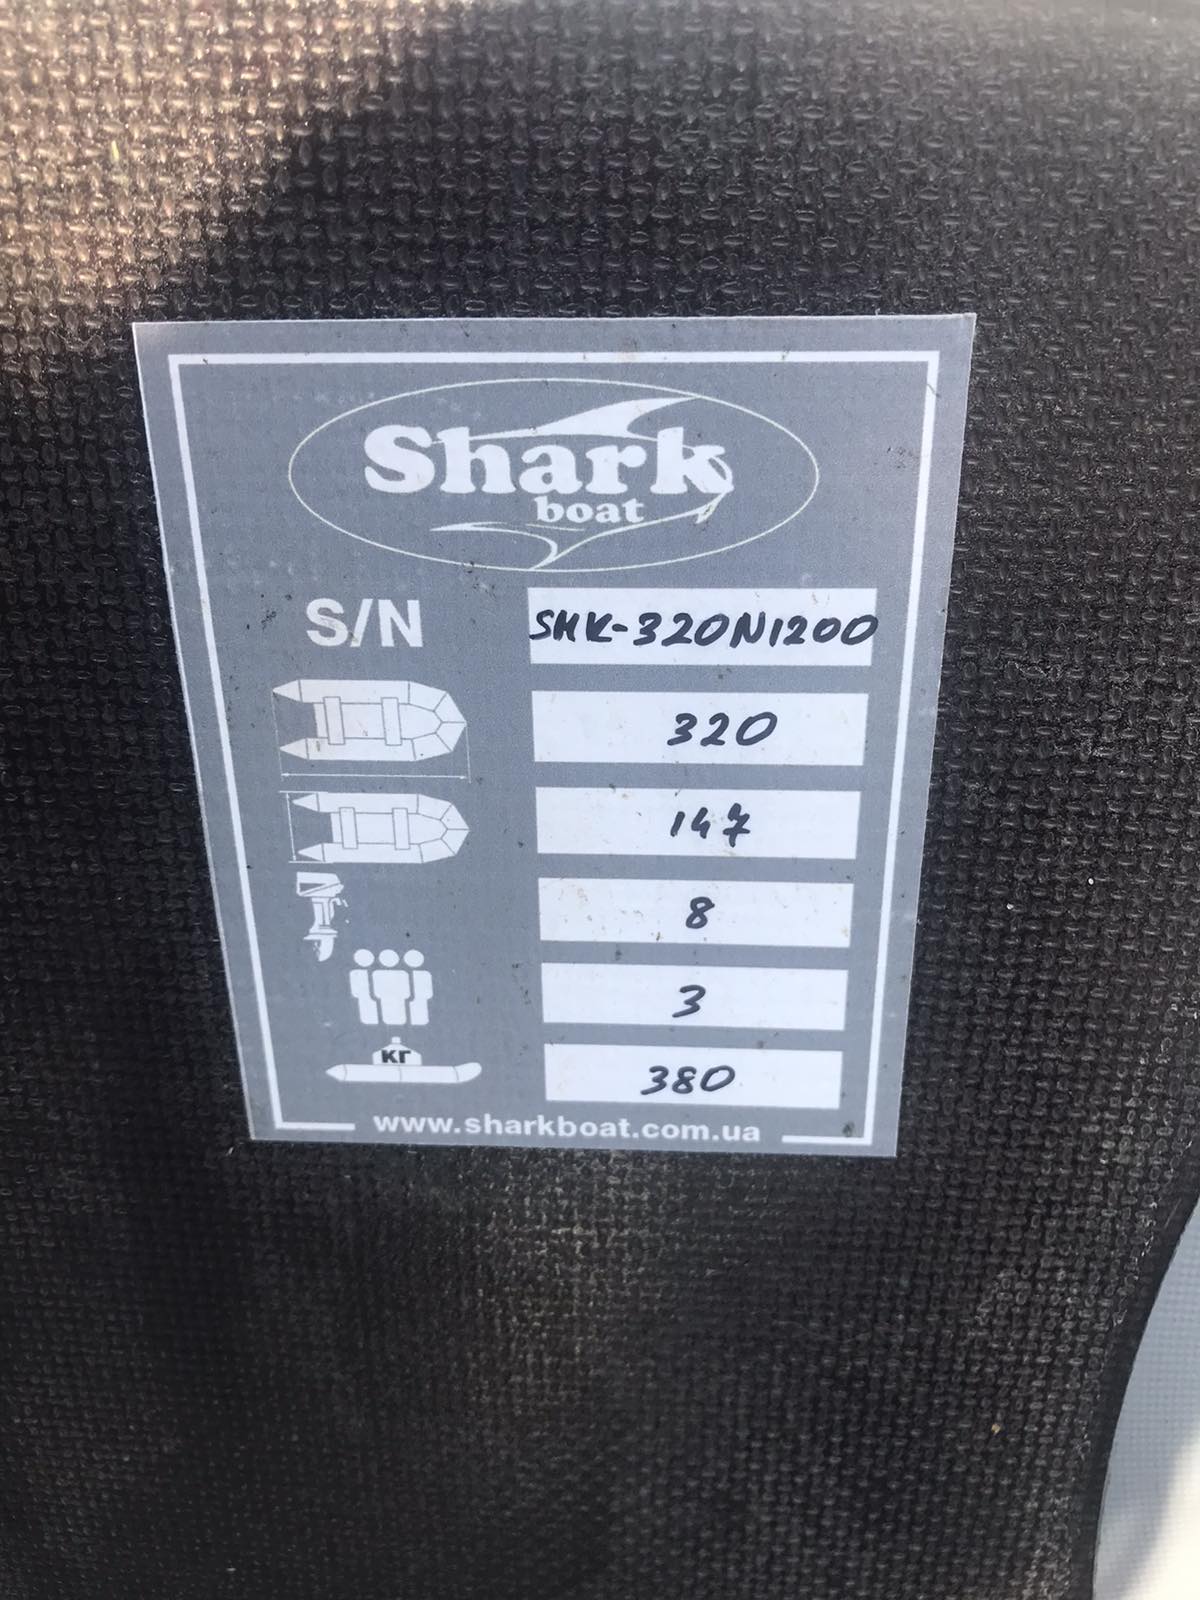 Shark
boat
S/N SHK-320N1200
320
147
8
3
КГ 380
www.sharkboat.com.ua